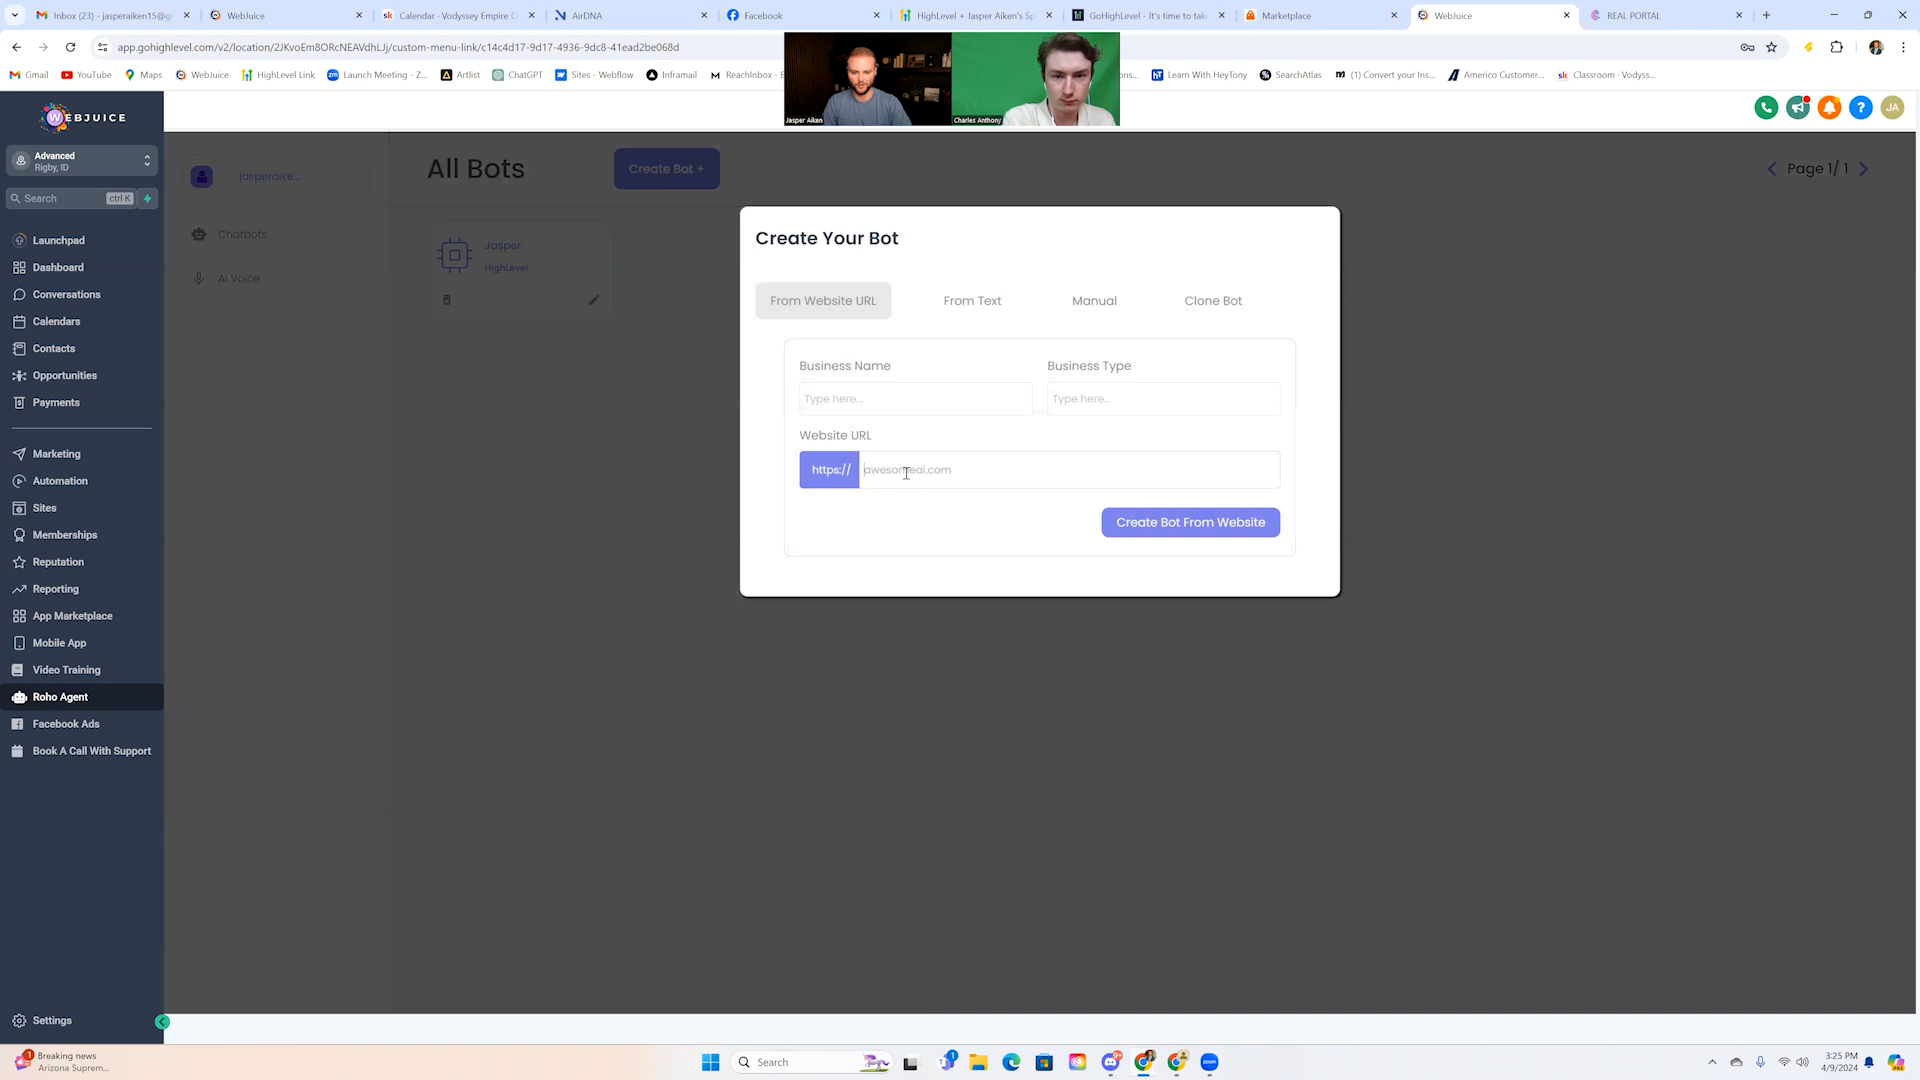 Inbox (23) - jasperaiken15@g
WebJuice
Calendar · Vodyssey Empire C
AirDNA
Facebook
HighLevel + Jasper Aiken's Sp
GoHighLevel - It's time to take
Marketplace
WebJuice
REAL PORTAL
app.gohighlevel.com/v2/location/2JKvoEm8ORcNEAVdhLJj/custom-menu-link/c14c4d17-9d17-4936-9dc8-41ead2be068d
Gmail
YouTube
Maps
WebJuice
HighLevel Link
Launch Meeting - Z...
Artlist
ChatGPT
Sites - Webflow
Inframail
ReachInbox - E
ons...
Learn With HeyTony
SearchAtlas
(1) Convert your Ins...
Americo Customer...
Classroom · Vodyss...
Jasper Aiken
Charles Anthony
WEBJUICE
JA
Advanced
Rigby, ID
Search
ctrl K
Launchpad
Dashboard
Conversations
Calendars
Contacts
Opportunities
Payments
Marketing
Automation
Sites
Memberships
Reputation
Reporting
App Marketplace
Mobile App
Video Training
Roho Agent
Facebook Ads
Book A Call With Support
Settings
jasperaike...
Chatbots
Ai Voice
All Bots
Create Bot +
Page 1/ 1
Jasper
HighLevel
Create Your Bot
From Website URL
From Text
Manual
Clone Bot
Business Name
Business Type
Type here...
Type here...
Website URL
https://
awesomeai.com
Create Bot From Website
1
Breaking news
Arizona Suprem...
Search
1
3:25 PM
4/9/2024